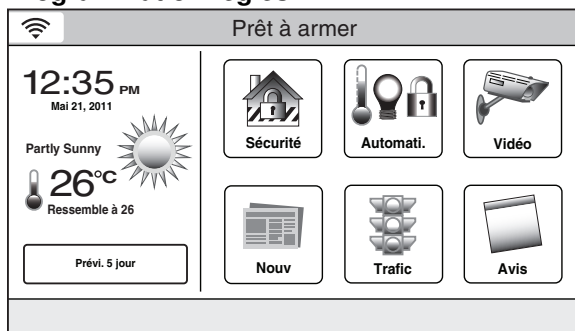 Prêt à armer
12:35 PM
Mai 21, 2011
Partly Sunny
26°C
Ressemble à 26
Prévi. 5 jour
Sécurité
Automati.
Vidéo
Nouv
Trafic
Avis